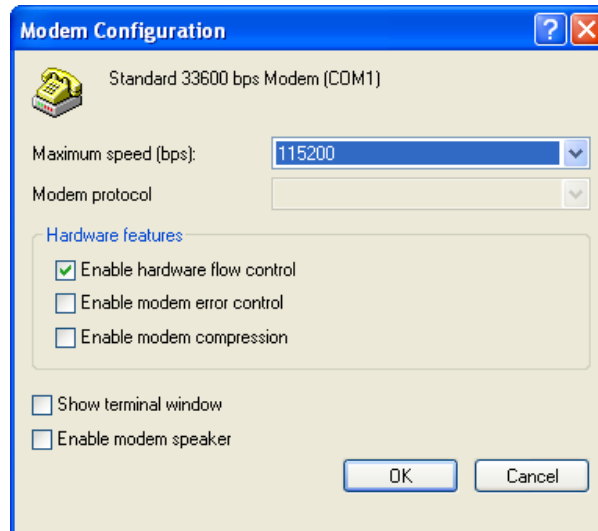 Modem Configuration
Standard 33600 bps Modem (COM1)
Maximum speed (bps): 115200
Modem protocol
Hardware features
Enable hardware flow control
Enable modem error control
Enable modem compression
Show terminal window
Enable modem speaker
OK Cancel